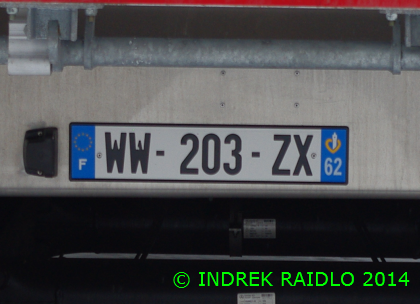 F WW- 203 - ZX 62
© INDREK RAIDLO 2014